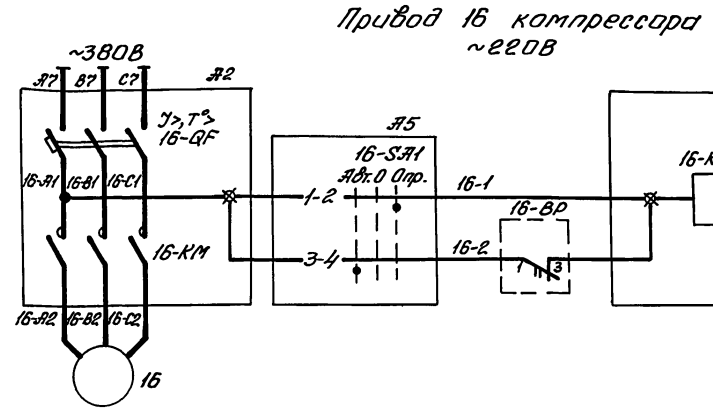 Привод 16 компрессора
~380В
~220В
А7 В7 С7
А2
У>,Т°>
16-QF
А5
16-SA1
Авт. О Опр.
16-А1 16-В1 16-С1
1-2
16-1
16-ВР
16-К
16-КМ
3-4
16-2
1 3
16-А2 16-В2 16-С2
16